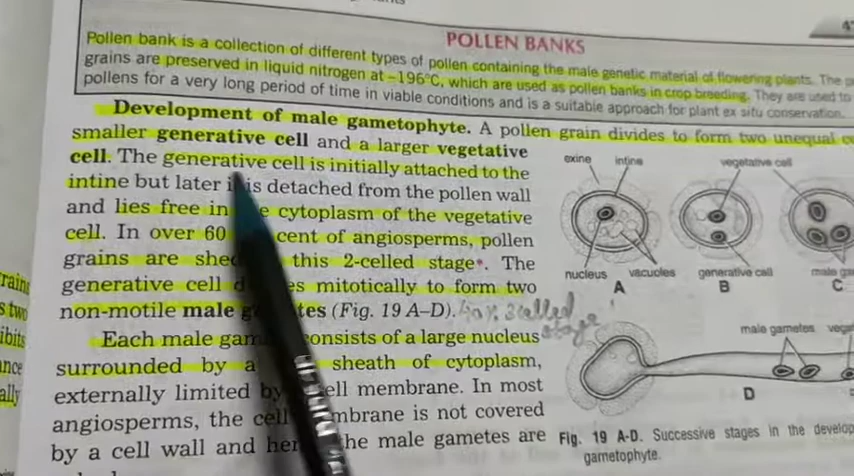 POLLEN BANKS
Pollen bank is a collection of different types of pollen containing the male genetic material of flowering plants. The
grains are preserved in liquid nitrogen at –196°C, which are used as pollen banks in crop breeding. They are used to
pollens for a very long period of time in viable conditions and is a suitable approach for plant ex situ conservation.
Development of male gametophyte. A pollen grain divides to form two unequal
smaller generative cell and a larger vegetative
cell. The generative cell is initially attached to the
intine but later is detached from the pollen wall
and lies free in cytoplasm of the vegetative
cell. In over 60 cent of angiosperms, pollen
grains are this 2-celled stage*. The
generative cell mitotically to form two
non-motile male (Fig. 19 A–D).
stage
Each male consists of a large nucleus
surrounded by a sheath of cytoplasm,
externally limited by cell membrane. In most
angiosperms, the membrane is not covered
by a cell wall and the male gametes are
exine intine vegetative cell
nucleus vacuoles generative cell male
A B C
male gametes
D
Fig. 19 A-D. Successive stages in the
gametophyte.
two
ally